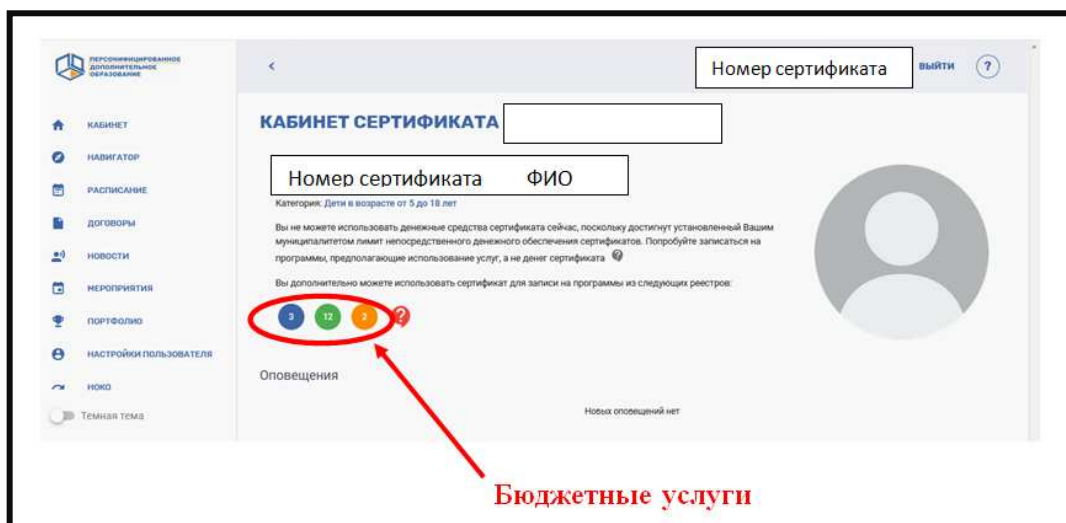 ПЕРСОНИФИЦИРОВАННОЕ
ДОПОЛНИТЕЛЬНОЕ
ОБРАЗОВАНИЕ
Номер сертификата
ВЫЙТИ
?
КАБИНЕТ
НАВИГАТОР
РАСПИСАНИЕ
ДОГОВОРЫ
НОВОСТИ
МЕРОПРИЯТИЯ
ПОРТФОЛИО
НАСТРОЙКИ ПОЛЬЗОВАТЕЛЯ
НОКО
Темная тема
КАБИНЕТ СЕРТИФИКАТА
Номер сертификата ФИО
Категория: Дети в возрасте от 5 до 18 лет
Вы не можете использовать денежные средства сертификата сейчас, поскольку достигнут установленный Вашим
муниципалитетом лимит непосредственного денежного обеспечения сертификатов. Попробуйте записаться на
программы, предполагающие использование услуг, а не денег сертификата ?
Вы дополнительно можете использовать сертификат для записи на программы из следующих реестров:
3 12 2 ?
Оповещения
Новых оповещений нет
Бюджетные услуги